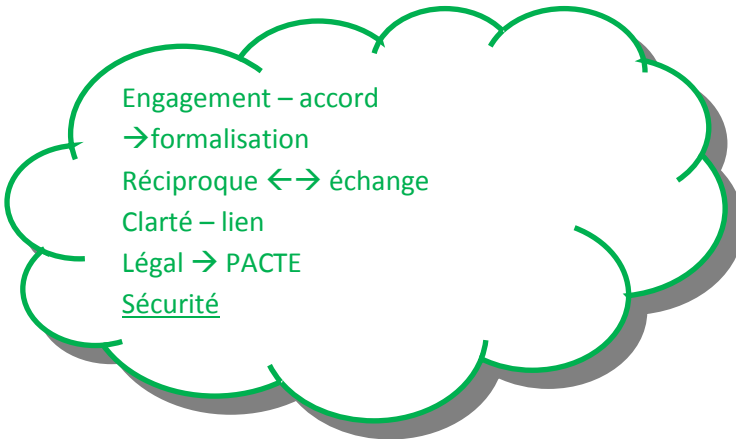 Engagement – accord
→formalisation
Réciproque ←→ échange
Clarté – lien
Légal → PACTE
Sécurité